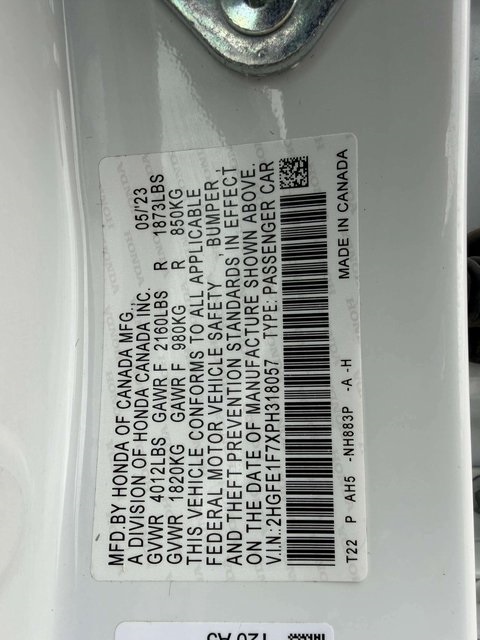 MFD.BY HONDA OF CANADA MFG., 05/'23
A DIVISION OF HONDA CANADA INC.
GVWR 4012LBS GAWR F 2160LBS R 1873LBS
GVWR 1820KG GAWR F 980KG R 850KG
THIS VEHICLE CONFORMS TO ALL APPLICABLE
FEDERAL MOTOR VEHICLE SAFETY , BUMPER ,
AND THEFT PREVENTION STANDARDS IN EFFECT
ON THE DATE OF MANUFACTURE SHOWN ABOVE.
V.I.N.:2HGFE1F7XPH318057 TYPE: PASSENGER CAR
T22 P AH5 -NH883P -A -H MADE IN CANADA